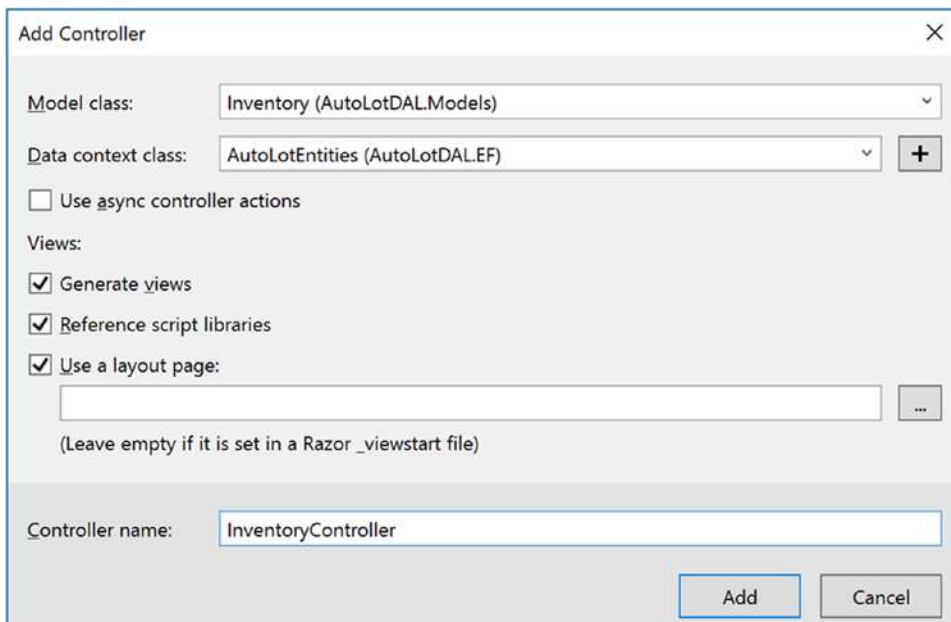 Add Controller
Model class: Inventory (AutoLotDAL.Models)
Data context class: AutoLotEntities (AutoLotDAL.EF) +
Use async controller actions
Views:
Generate views
Reference script libraries
Use a layout page:
...
(Leave empty if it is set in a Razor _viewstart file)
Controller name: InventoryController
Add Cancel